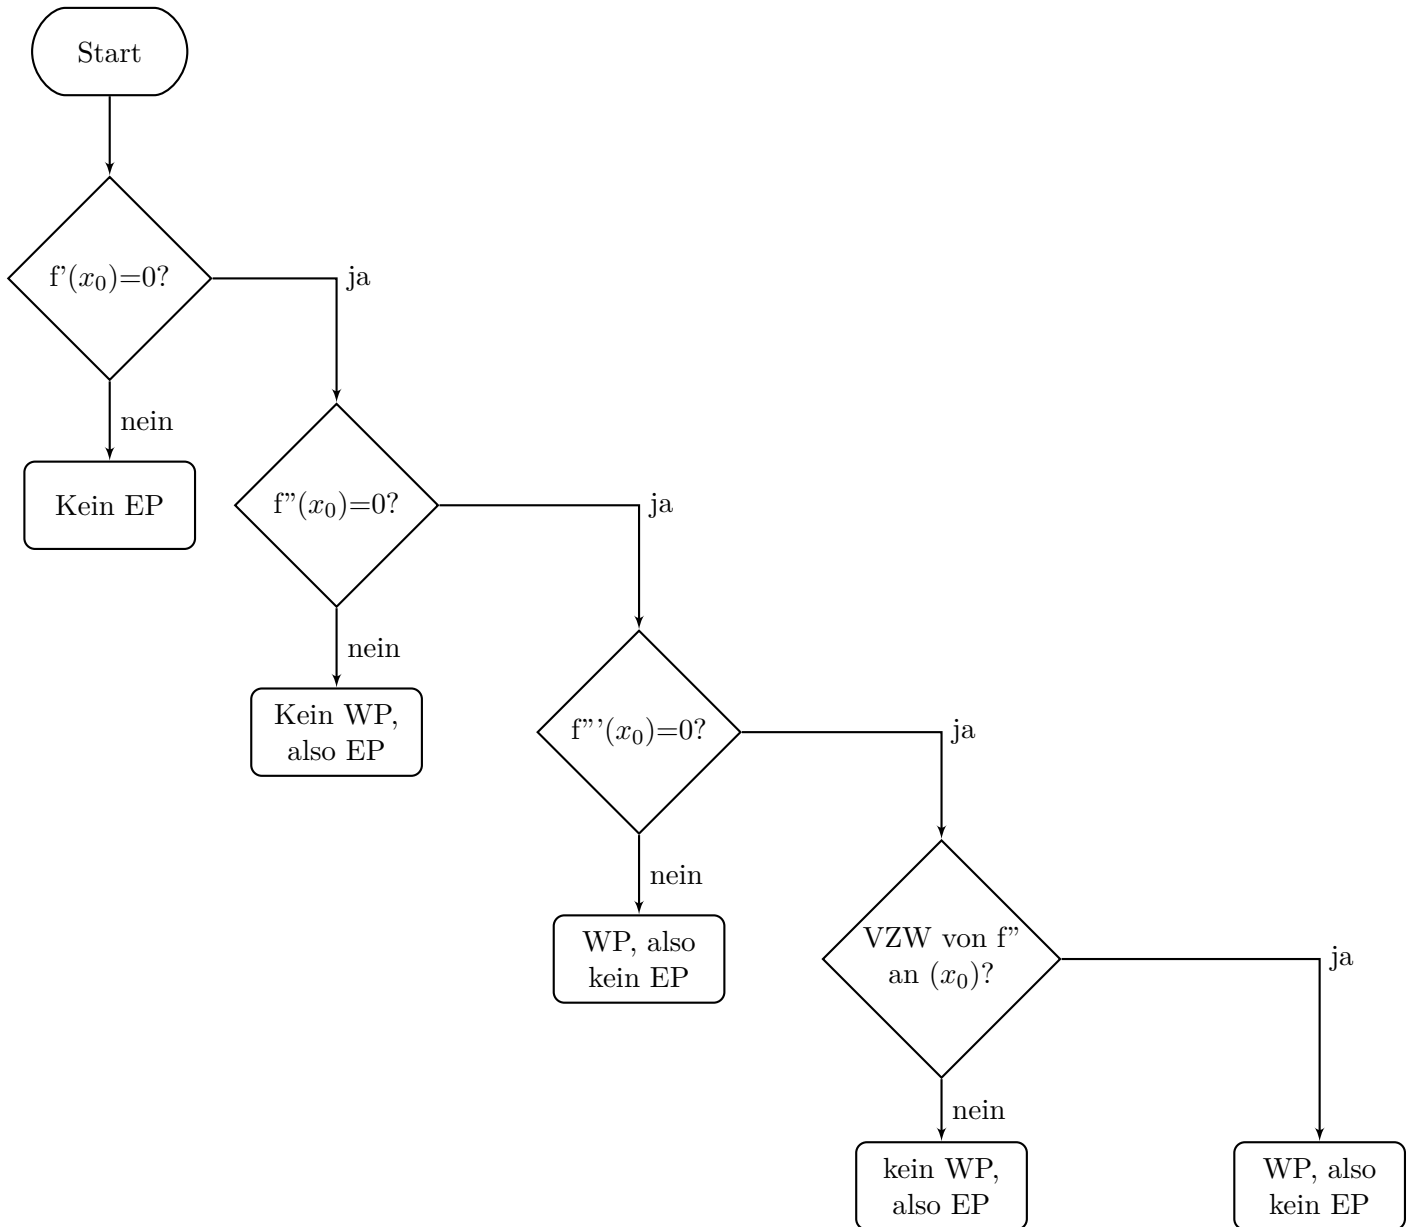 Start
f’(x₀)=0?
ja
nein
Kein EP
f”(x₀)=0?
ja
nein
Kein WP,
also EP
f”’(x₀)=0?
ja
nein
WP, also
kein EP
VZW von f”
an (x₀)?
ja
nein
kein WP,
also EP
WP, also
kein EP